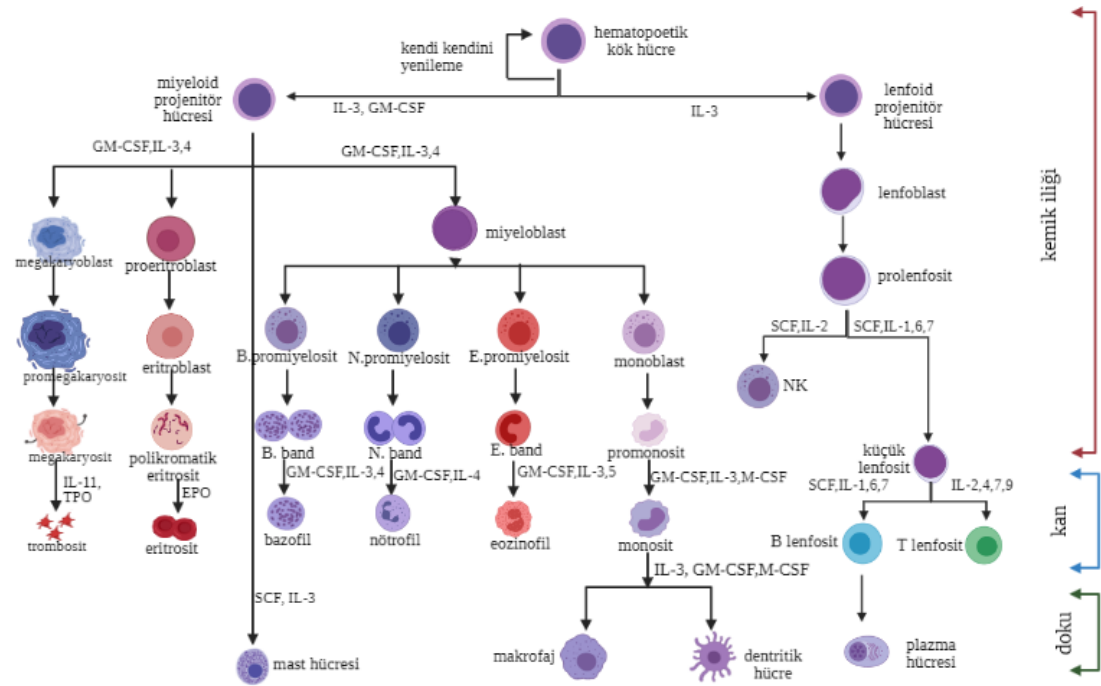 hematopoetik
kök hücre
kendi kendini
yenileme
miyeloid
projenitör
hücresi
lenfoid
projenitör
hücresi
IL-3, GM-CSF
IL-3
GM-CSF,IL-3,4
GM-CSF,IL-3,4
lenfoblast
miyeloblast
megakaryoblast
proeritroblast
prolenfosit
kemik iliği
SCF,IL-2
SCF,IL-1,6,7
B.promiyelosit
N.promiyelosit
E.promiyelosit
monoblast
promegakaryosit
eritroblast
NK
megakaryosit
polikromatik
eritrosit
B. band
N. band
E. band
promonosit
küçük
lenfosit
IL-11,
TPO
EPO
GM-CSF,IL-3,4
GM-CSF,IL-4
GM-CSF,IL-3,5
GM-CSF,IL-3,M-CSF
SCF,IL-1,6,7
IL-2,4,7,9
kan
trombosit
eritrosit
bazofil
nötrofil
eozinofil
monosit
B lenfosit
T lenfosit
IL-3, GM-CSF,M-CSF
SCF, IL-3
doku
mast hücresi
makrofaj
dentritik
hücre
plazma
hücresi